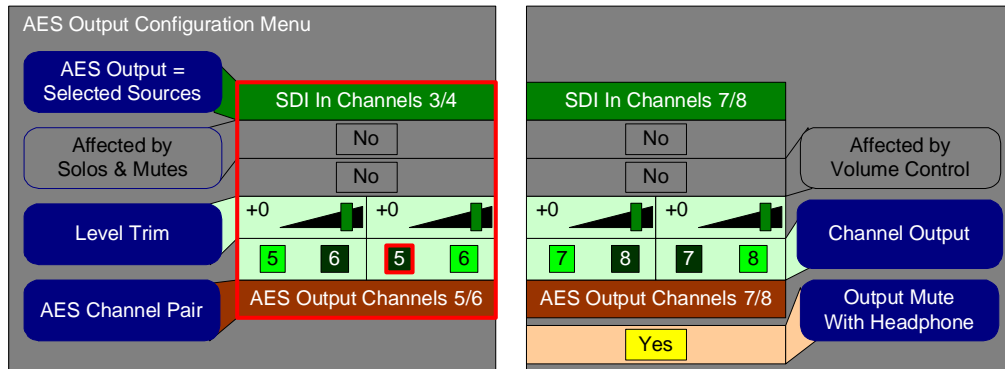 AES Output Configuration Menu
AES Output =
Selected Sources
SDI In Channels 3/4
Affected by
Solos & Mutes
No
No
Level Trim
+0
+0
5
6
5
6
AES Channel Pair
AES Output Channels 5/6
SDI In Channels 7/8
No
No
Affected by
Volume Control
+0
+0
7
8
7
8
Channel Output
AES Output Channels 7/8
Output Mute
With Headphone
Yes